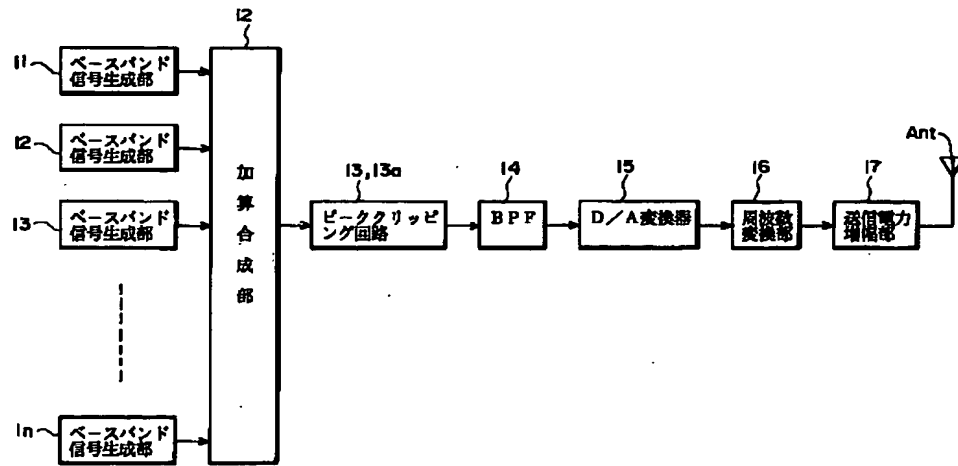 12
11
ベースバンド
信号生成部
12
ベースバンド
信号生成部
13
ベースバンド
信号生成部
1n
ベースバンド
信号生成部
加算合成部
13,13a
ピーククリッピ
ング回路
14
BPF
15
D/A変換器
16
周波数
変換部
17
送信電力
増幅部
Ant